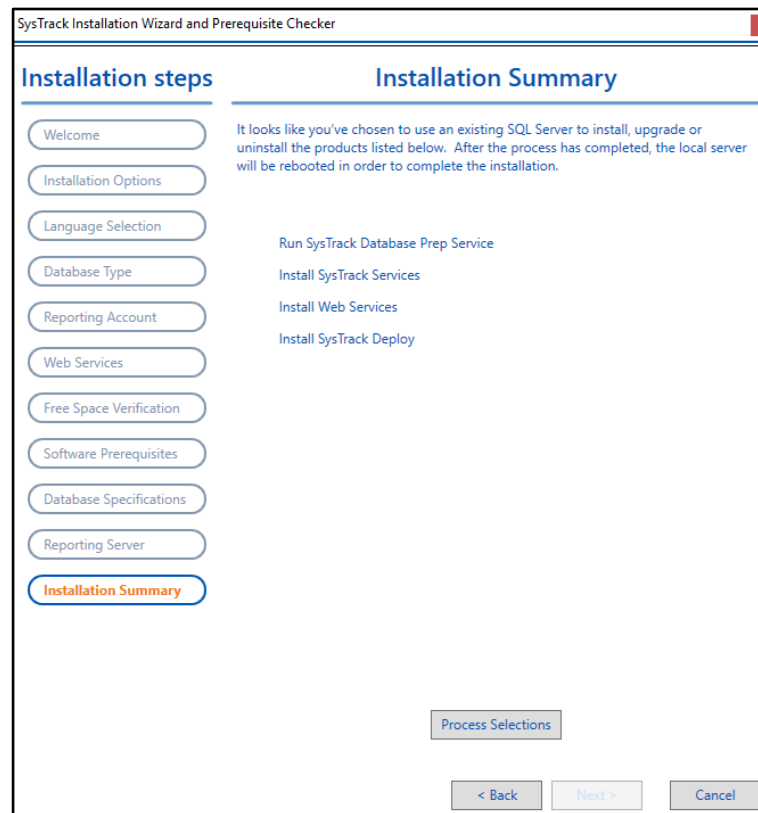 SysTrack Installation Wizard and Prerequisite Checker
Installation steps
Welcome
Installation Options
Language Selection
Database Type
Reporting Account
Web Services
Free Space Verification
Software Prerequisites
Database Specifications
Reporting Server
Installation Summary
Installation Summary
It looks like you've chosen to use an existing SQL Server to install, upgrade or
uninstall the products listed below. After the process has completed, the local server
will be rebooted in order to complete the installation.
Run SysTrack Database Prep Service
Install SysTrack Services
Install Web Services
Install SysTrack Deploy
Process Selections
< Back
Next >
Cancel